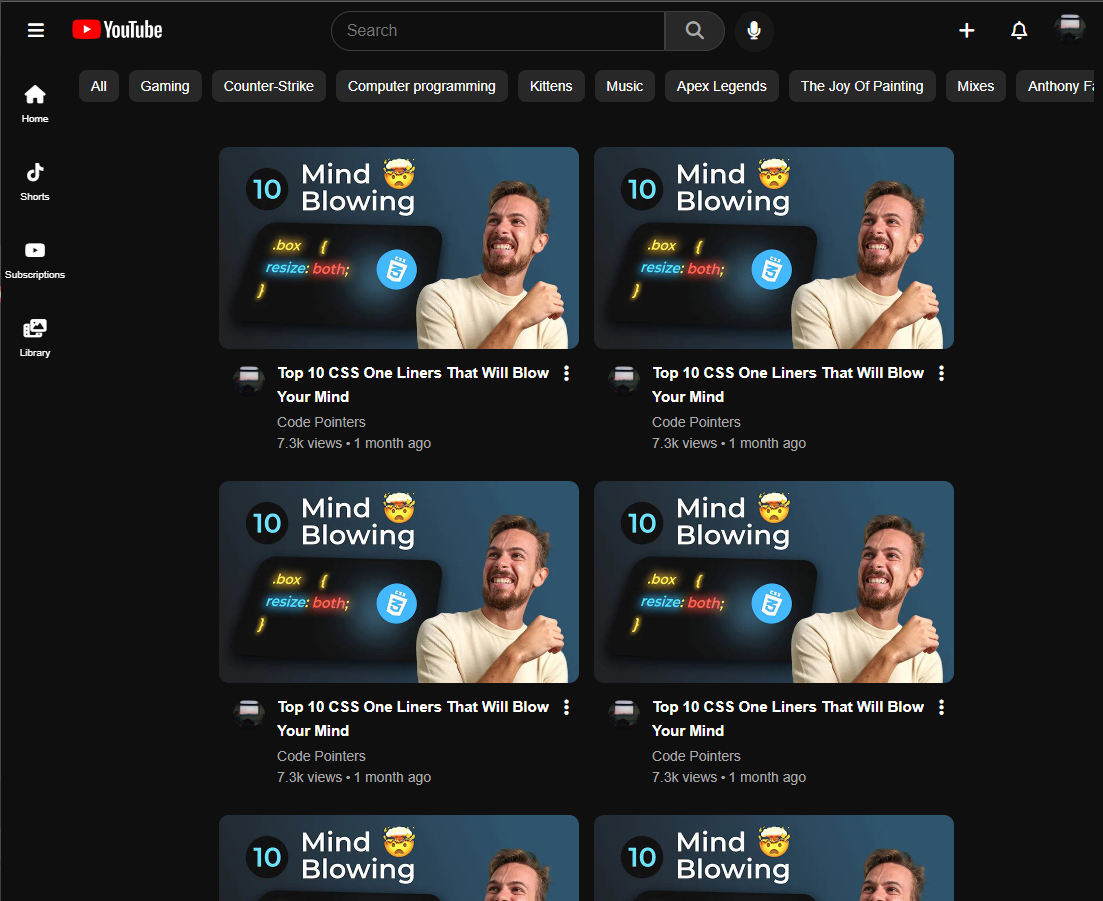 YouTube
Search
All Gaming Counter-Strike Computer programming Kittens Music Apex Legends The Joy Of Painting Mixes Anthony
Home
Shorts
Subscriptions
Library
10 Mind 🤯
Blowing
.box {
resize: both;
}
CSS
Top 10 CSS One Liners That Will Blow
Your Mind
Code Pointers
7.3k views • 1 month ago
10 Mind 🤯
Blowing
.box {
resize: both;
}
CSS
Top 10 CSS One Liners That Will Blow
Your Mind
Code Pointers
7.3k views • 1 month ago
10 Mind 🤯
Blowing
.box {
resize: both;
}
CSS
Top 10 CSS One Liners That Will Blow
Your Mind
Code Pointers
7.3k views • 1 month ago
10 Mind 🤯
Blowing
.box {
resize: both;
}
CSS
Top 10 CSS One Liners That Will Blow
Your Mind
Code Pointers
7.3k views • 1 month ago
10 Mind 🤯
Blowing
10 Mind 🤯
Blowing